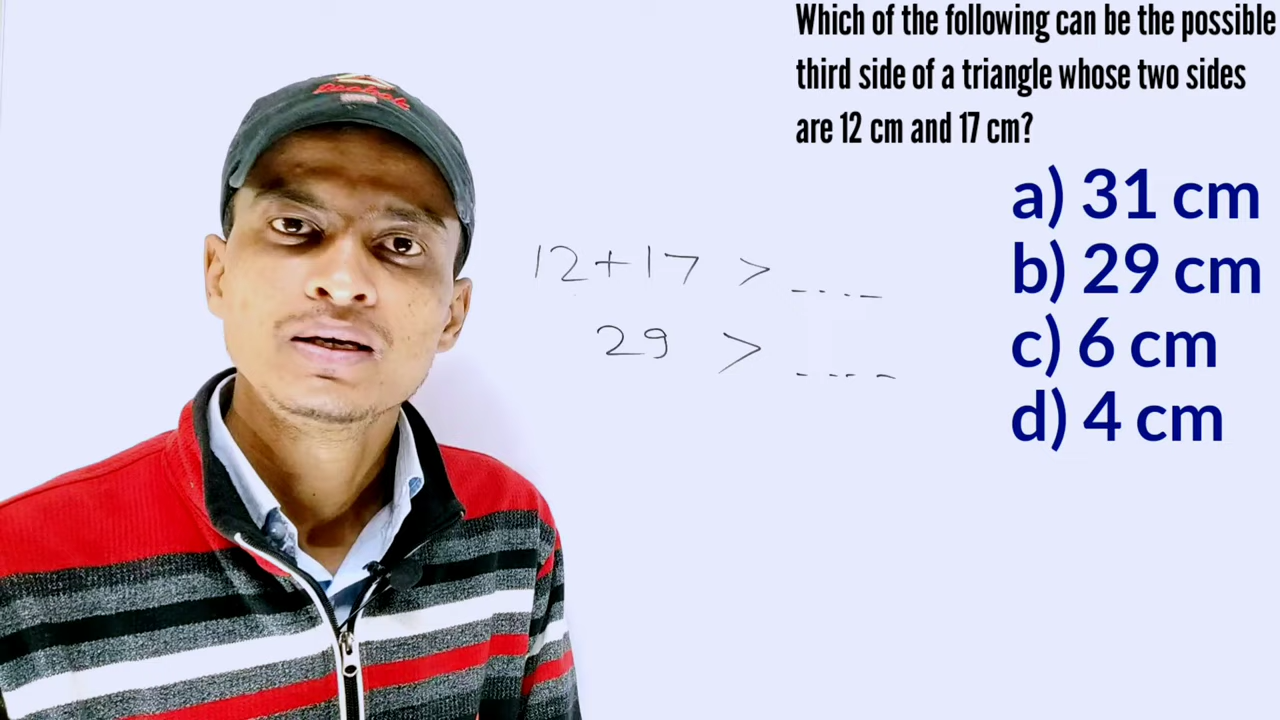 Which of the following can be the possible
third side of a triangle whose two sides
are 12 cm and 17 cm?
a) 31 cm
b) 29 cm
c) 6 cm
d) 4 cm
12+17 > ----
29 > ----
Reebok